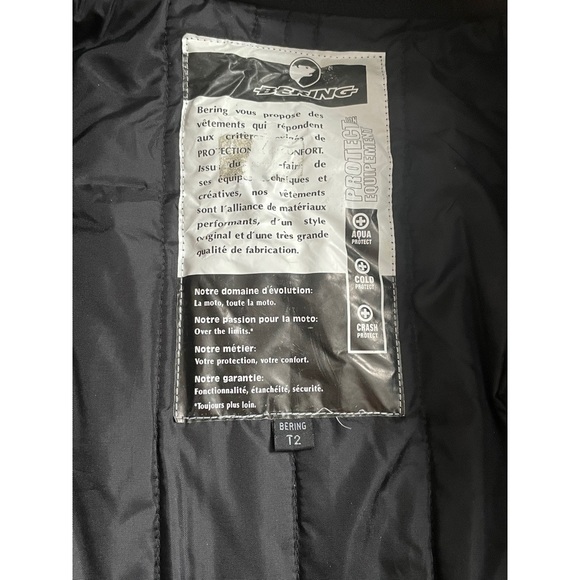 BERING
Bering vous propose des
vêtements qui répondent
aux critères de
PROTECTION CONFORT.
Issu du -faire de
ses équipes techniques et
créatives, nos vêtements
sont l'alliance de matériaux
performants, d'un style
original et d'une très grande
qualité de fabrication.
PROTECT
EQUIPEMENT
AQUA
PROTECT
COLD
PROTECT
CRASH
PROTECT
Notre domaine d'évolution:
La moto, toute la moto.
Notre passion pour la moto:
Over the limits.*
Notre métier:
Votre protection, votre confort.
Notre garantie:
Fonctionnalité, étanchéité, sécurité.
*Toujours plus loin.
BERING
T2